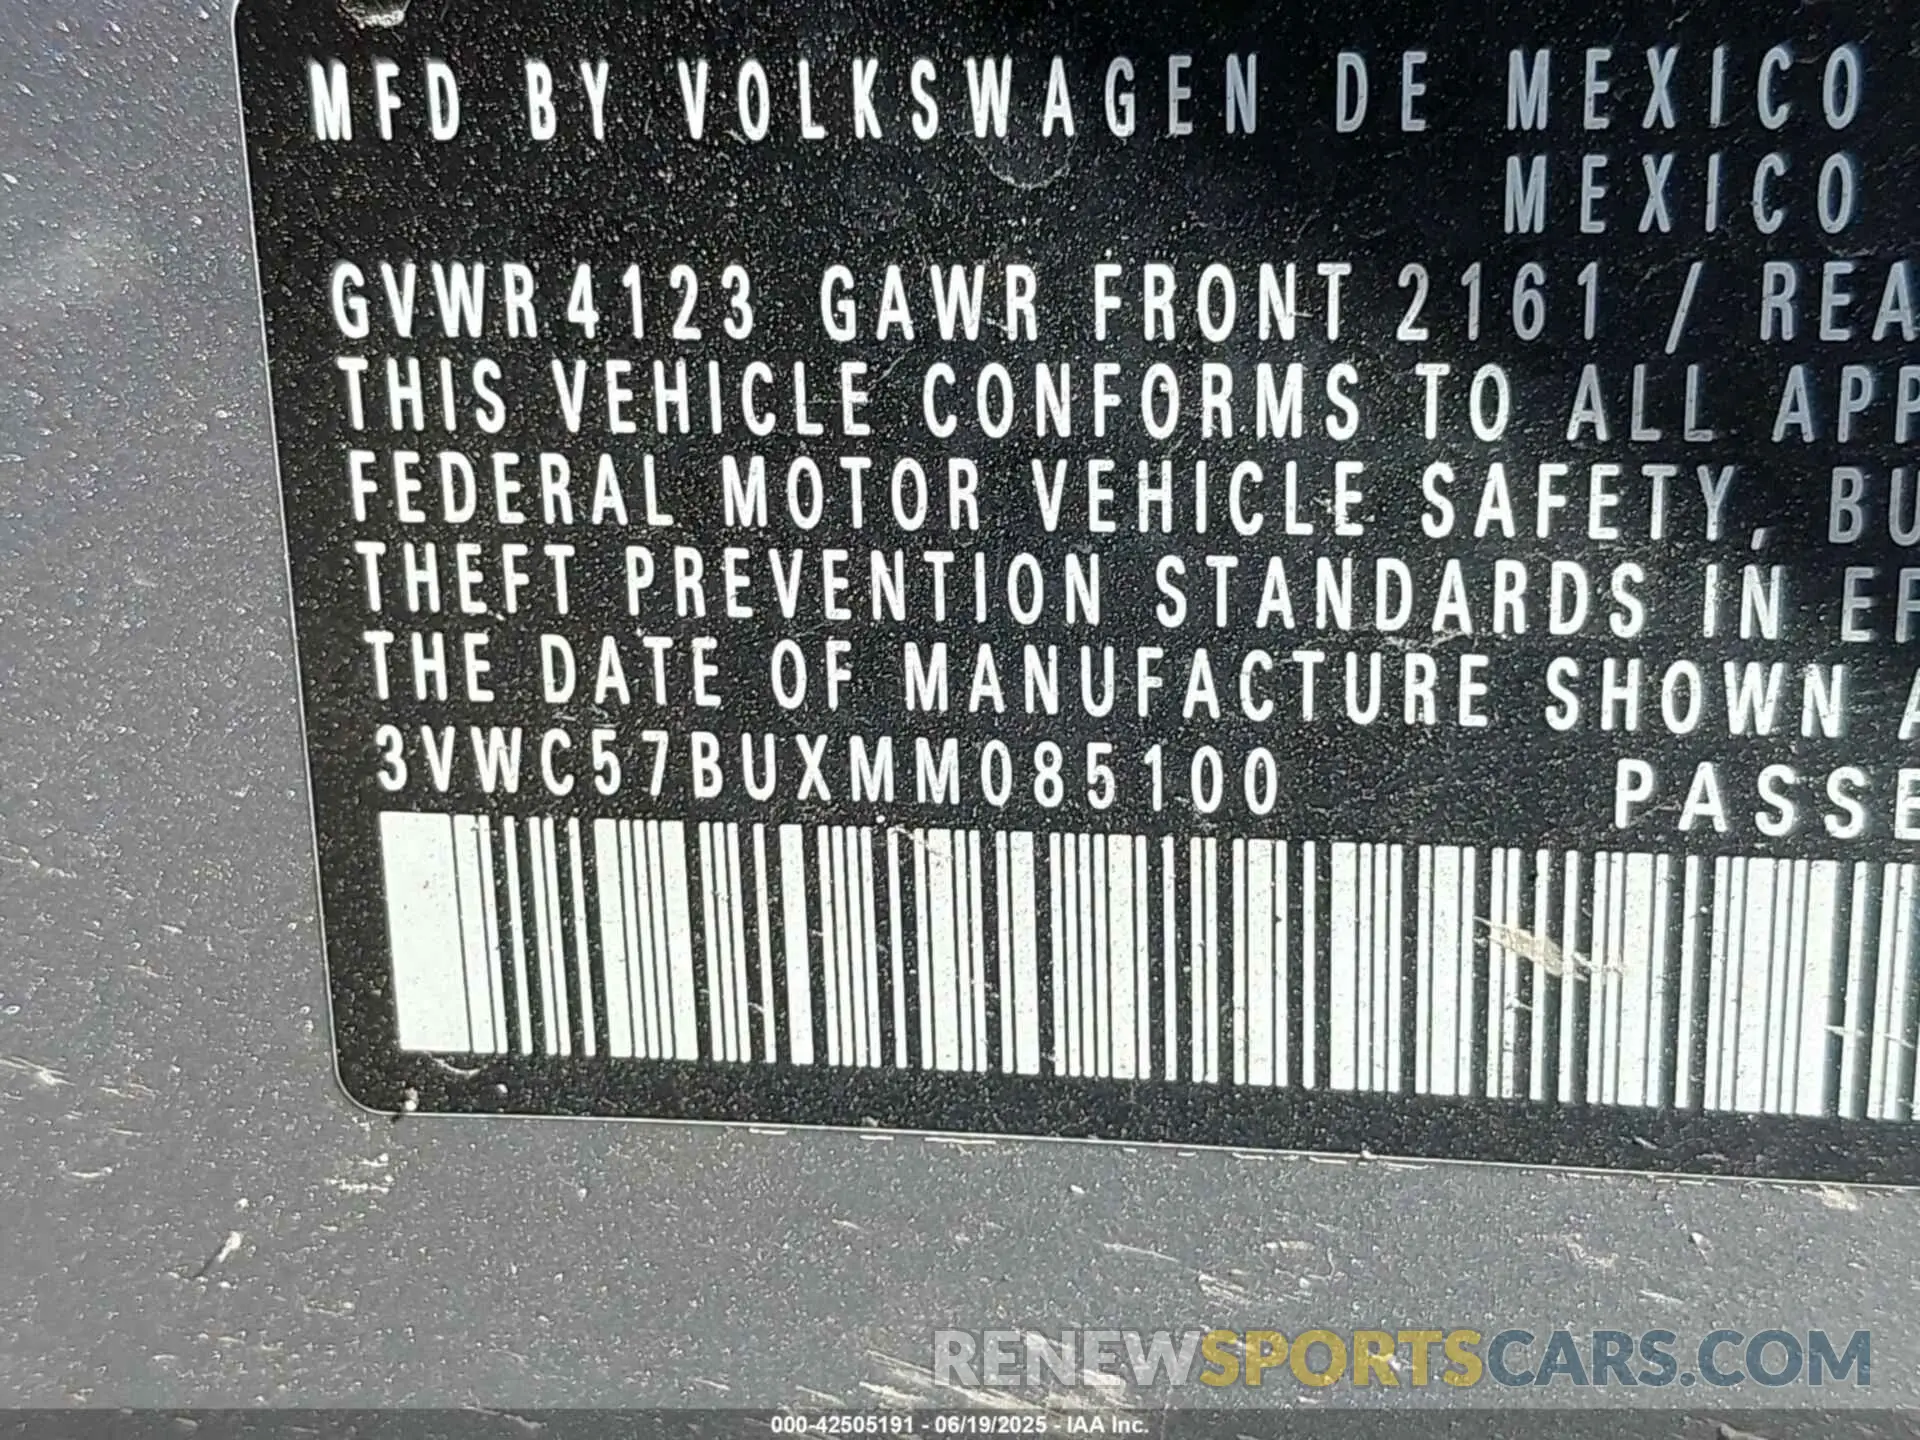 MFD BY VOLKSWAGEN DE MEXICO
MEXICO
GVWR 4123 GAWR FRONT 2161 / REA
THIS VEHICLE CONFORMS TO ALL APP
FEDERAL MOTOR VEHICLE SAFETY, BU
THEFT PREVENTION STANDARDS IN EF
THE DATE OF MANUFACTURE SHOWN A
3VWC57BUXMM085100 PASSE
RENEWSPORTSCARS.COM
000-42505191 - 06/19/2025 - IAA Inc.